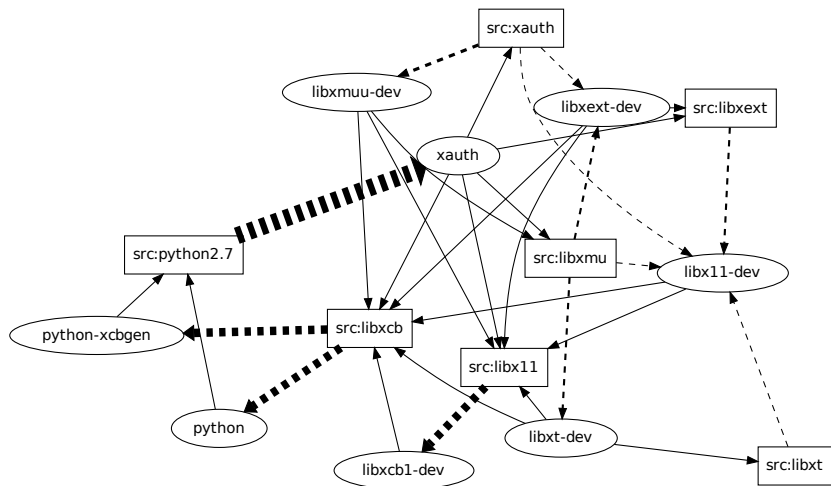 src:xauth
libxmuu-dev
libxext-dev
src:libxext
xauth
src:python2.7
src:libxmu
libx11-dev
python-xcbgen
src:libxcb
src:libx11
python
libxt-dev
libxcb1-dev
src:libxt